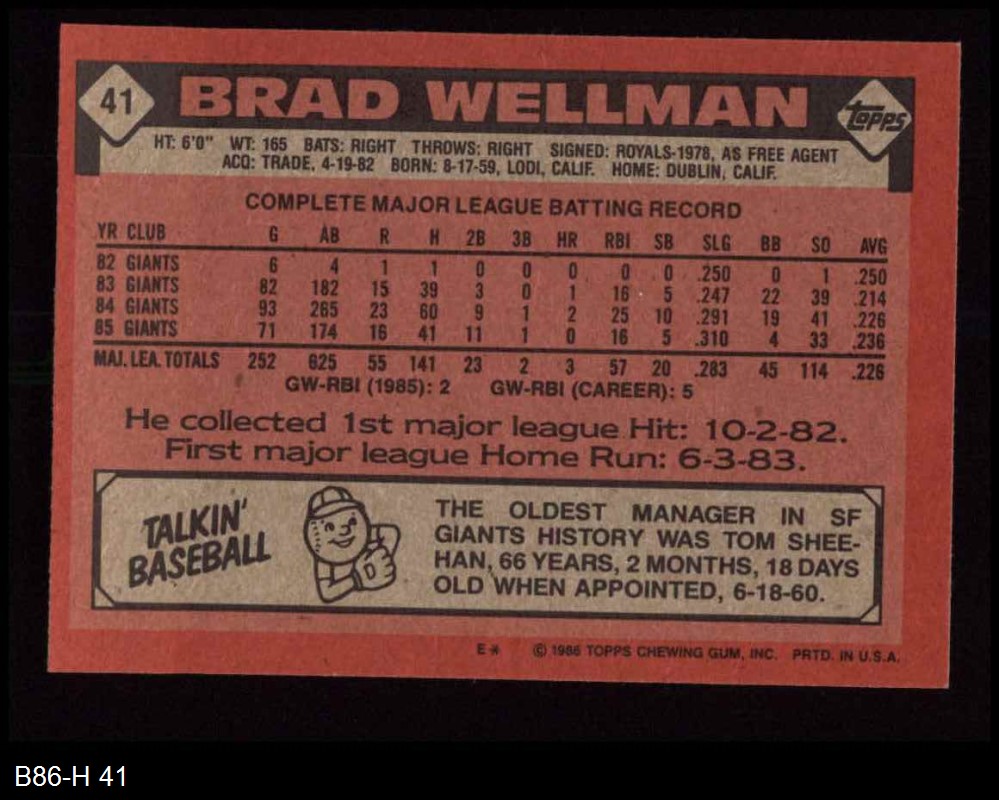 41 BRAD WELLMAN Topps
HT: 6'0" WT: 165 BATS: RIGHT THROWS: RIGHT SIGNED: ROYALS-1978, AS FREE AGENT
ACQ: TRADE, 4-19-82 BORN: 8-17-59, LODI, CALIF. HOME: DUBLIN, CALIF.
COMPLETE MAJOR LEAGUE BATTING RECORD
YR CLUB G AB R H 2B 3B HR RBI SB SLG BB SO AVG
82 GIANTS 6 4 1 1 0 0 0 0 0 .250 0 1 .250
83 GIANTS 82 182 15 39 3 0 1 16 5 .247 22 39 .214
84 GIANTS 93 265 23 60 9 1 2 25 10 .291 19 41 .226
85 GIANTS 71 174 16 41 11 1 0 16 5 .310 4 33 .236
MAJ. LEA. TOTALS 252 625 55 141 23 2 3 57 20 .283 45 114 .226
GW-RBI (1985): 2 GW-RBI (CAREER): 5
He collected 1st major league Hit: 10-2-82.
First major league Home Run: 6-3-83.
TALKIN'
BASEBALL
THE OLDEST MANAGER IN SF
GIANTS HISTORY WAS TOM SHEE-
HAN, 66 YEARS, 2 MONTHS, 18 DAYS
OLD WHEN APPOINTED, 6-18-60.
E* © 1986 TOPPS CHEWING GUM, INC. PRTD. IN U.S.A.
B86-H 41